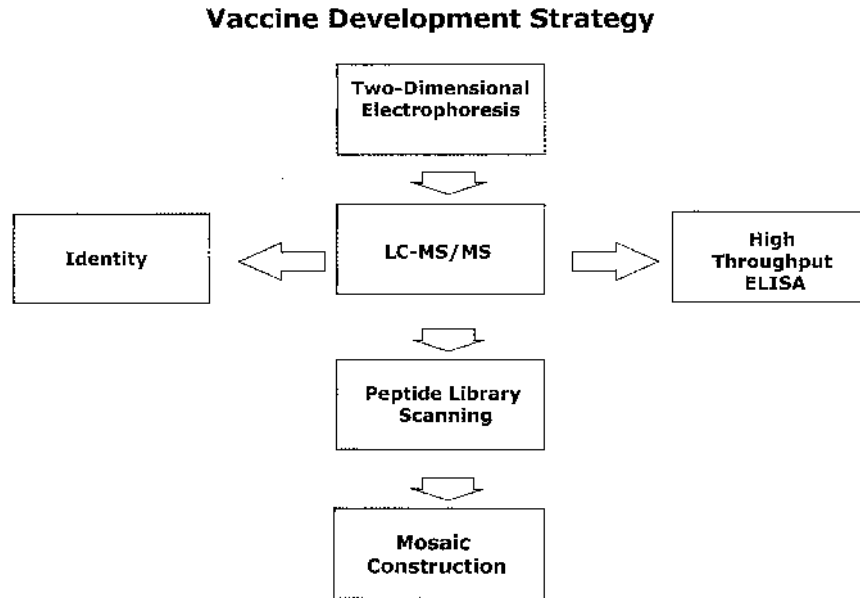 Vaccine Development Strategy
Two-Dimensional
Electrophoresis
Identity
LC-MS/MS
High
Throughput
ELISA
Peptide Library
Scanning
Mosaic
Construction